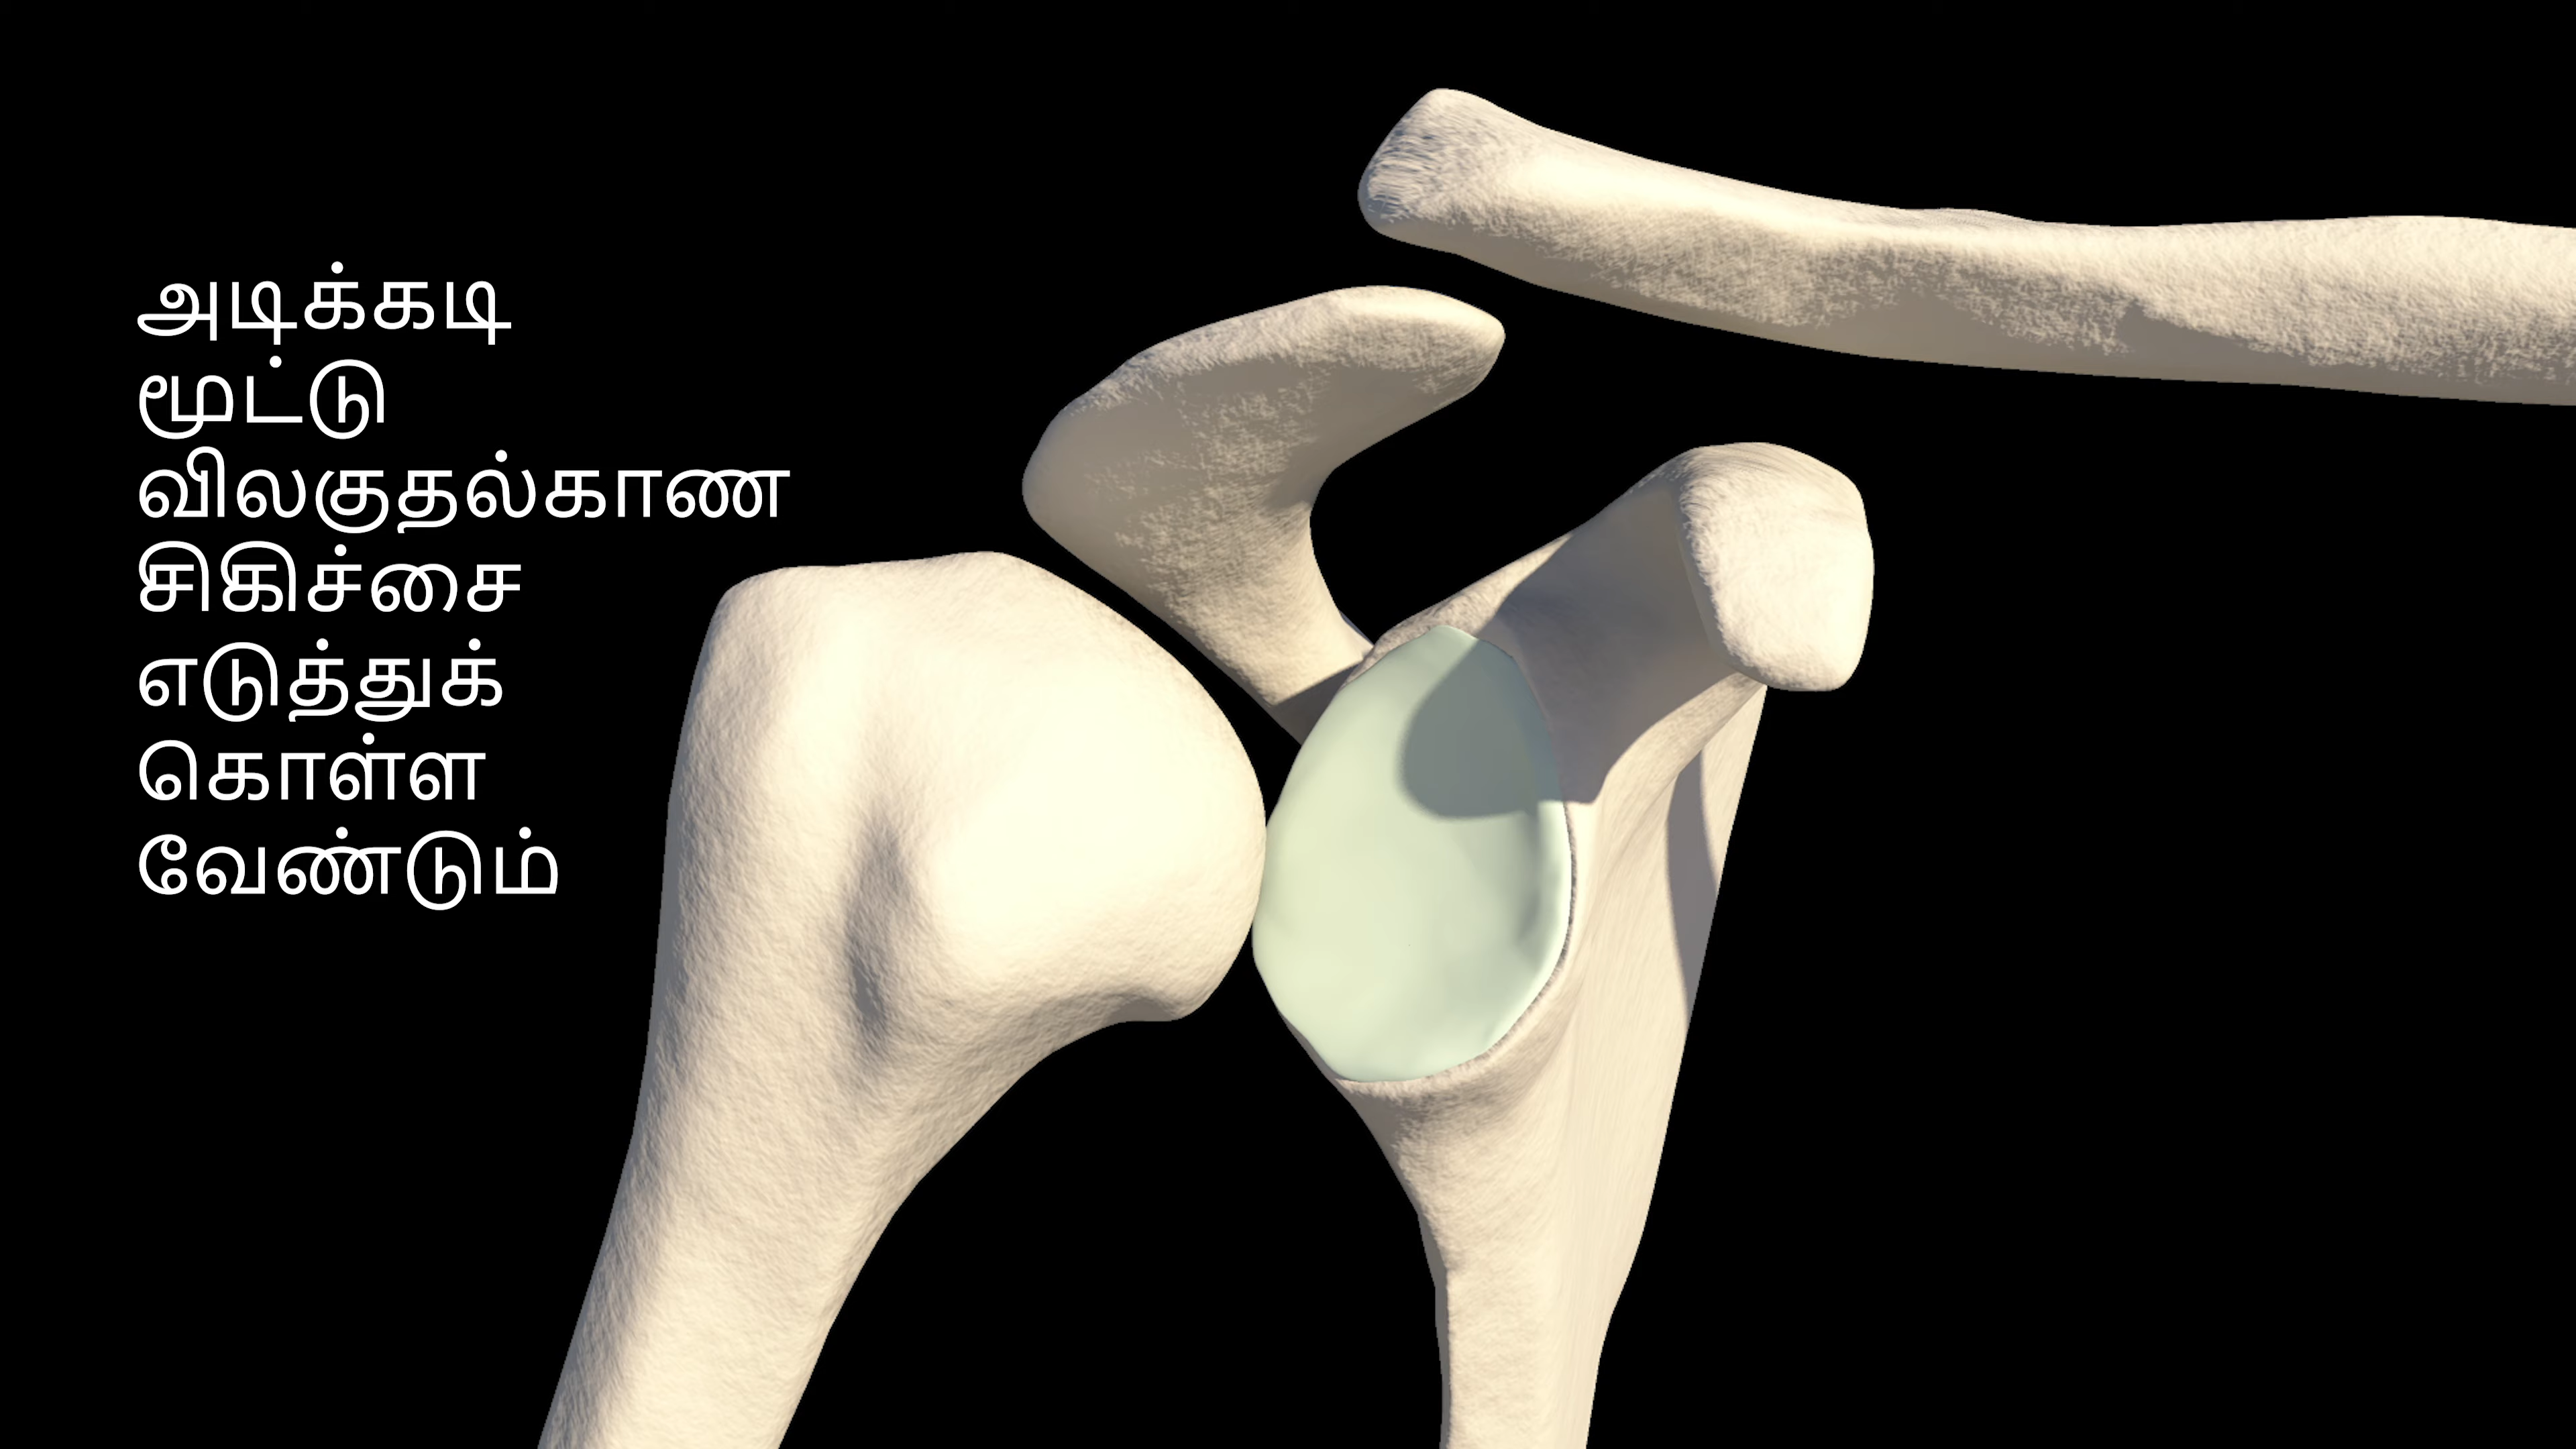 அடிக்கடி
மூட்டு
விலகுதல்காண
சிகிச்சை
எடுத்துக்
கொள்ள
வேண்டும்